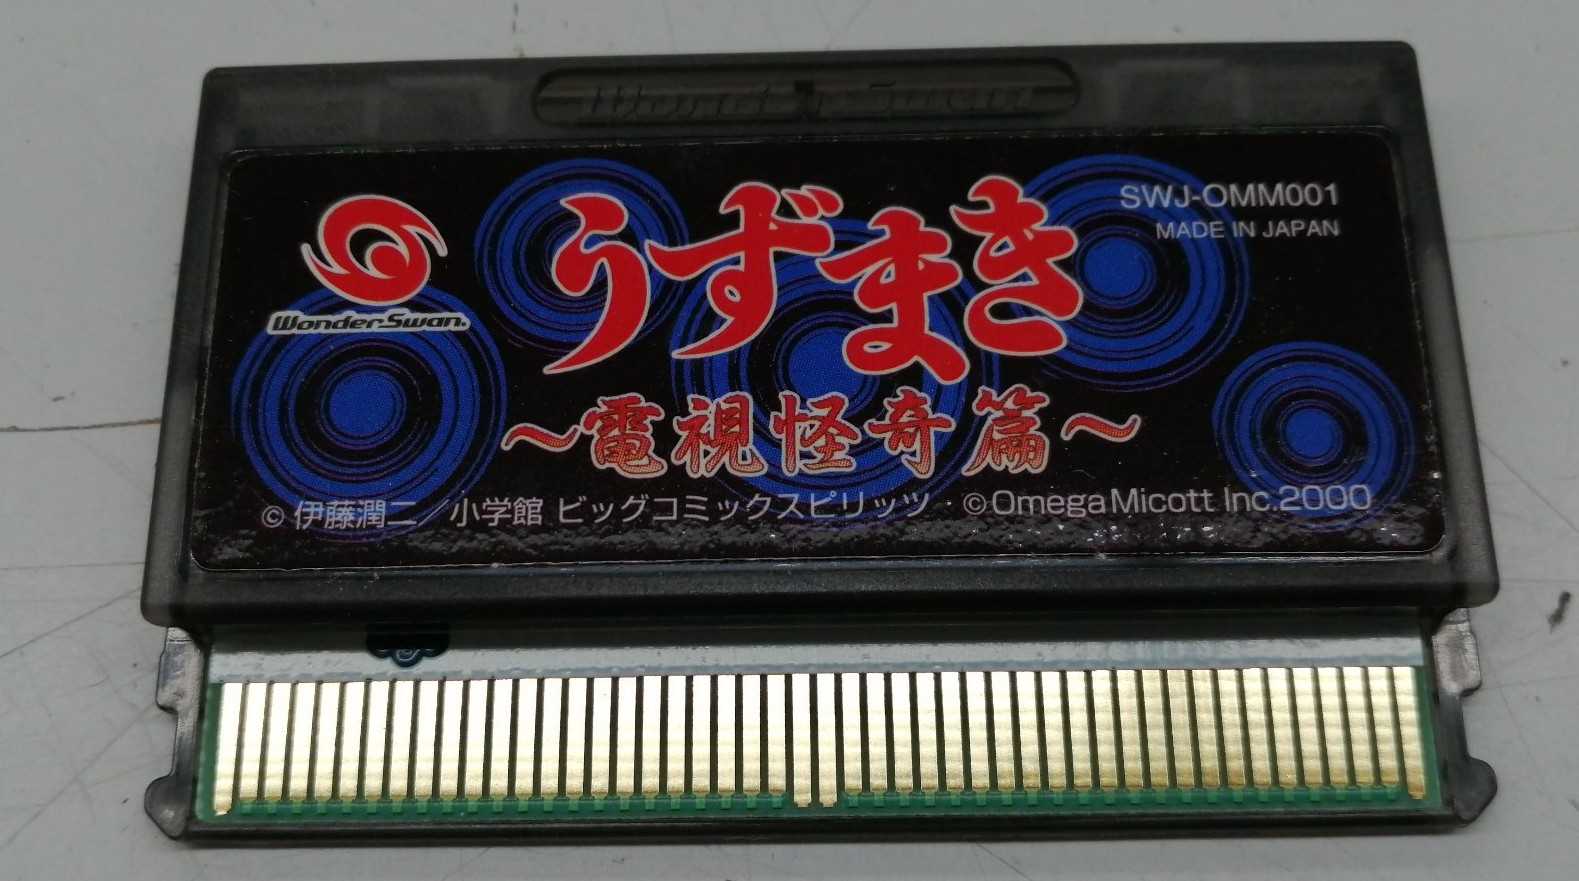 WonderSwan
WonderSwan.
うずまき
SWJ-OMM001
MADE IN JAPAN
～電視怪奇篇～
© 伊藤潤二／小学館 ビッグコミックスピリッツ・©Omega Micott Inc.2000